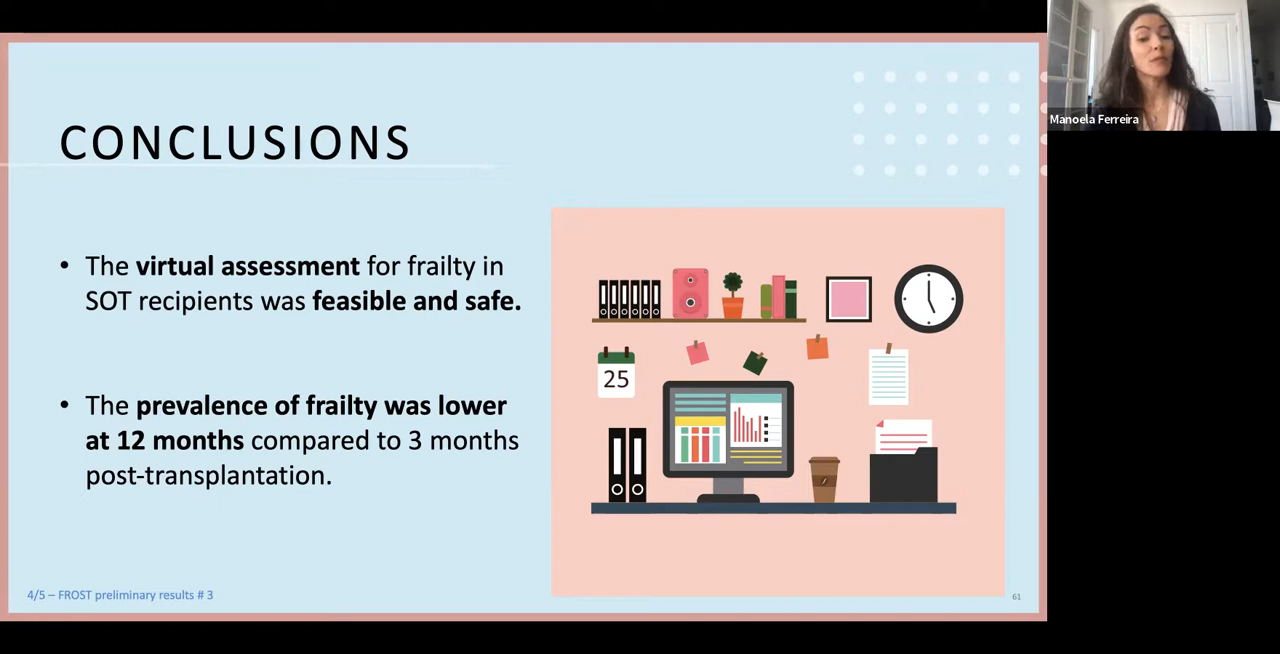 CONCLUSIONS
• The virtual assessment for frailty in
SOT recipients was feasible and safe.
• The prevalence of frailty was lower
at 12 months compared to 3 months
post-transplantation.
25
4/5 – FROST preliminary results # 3
61
Manoela Ferreira